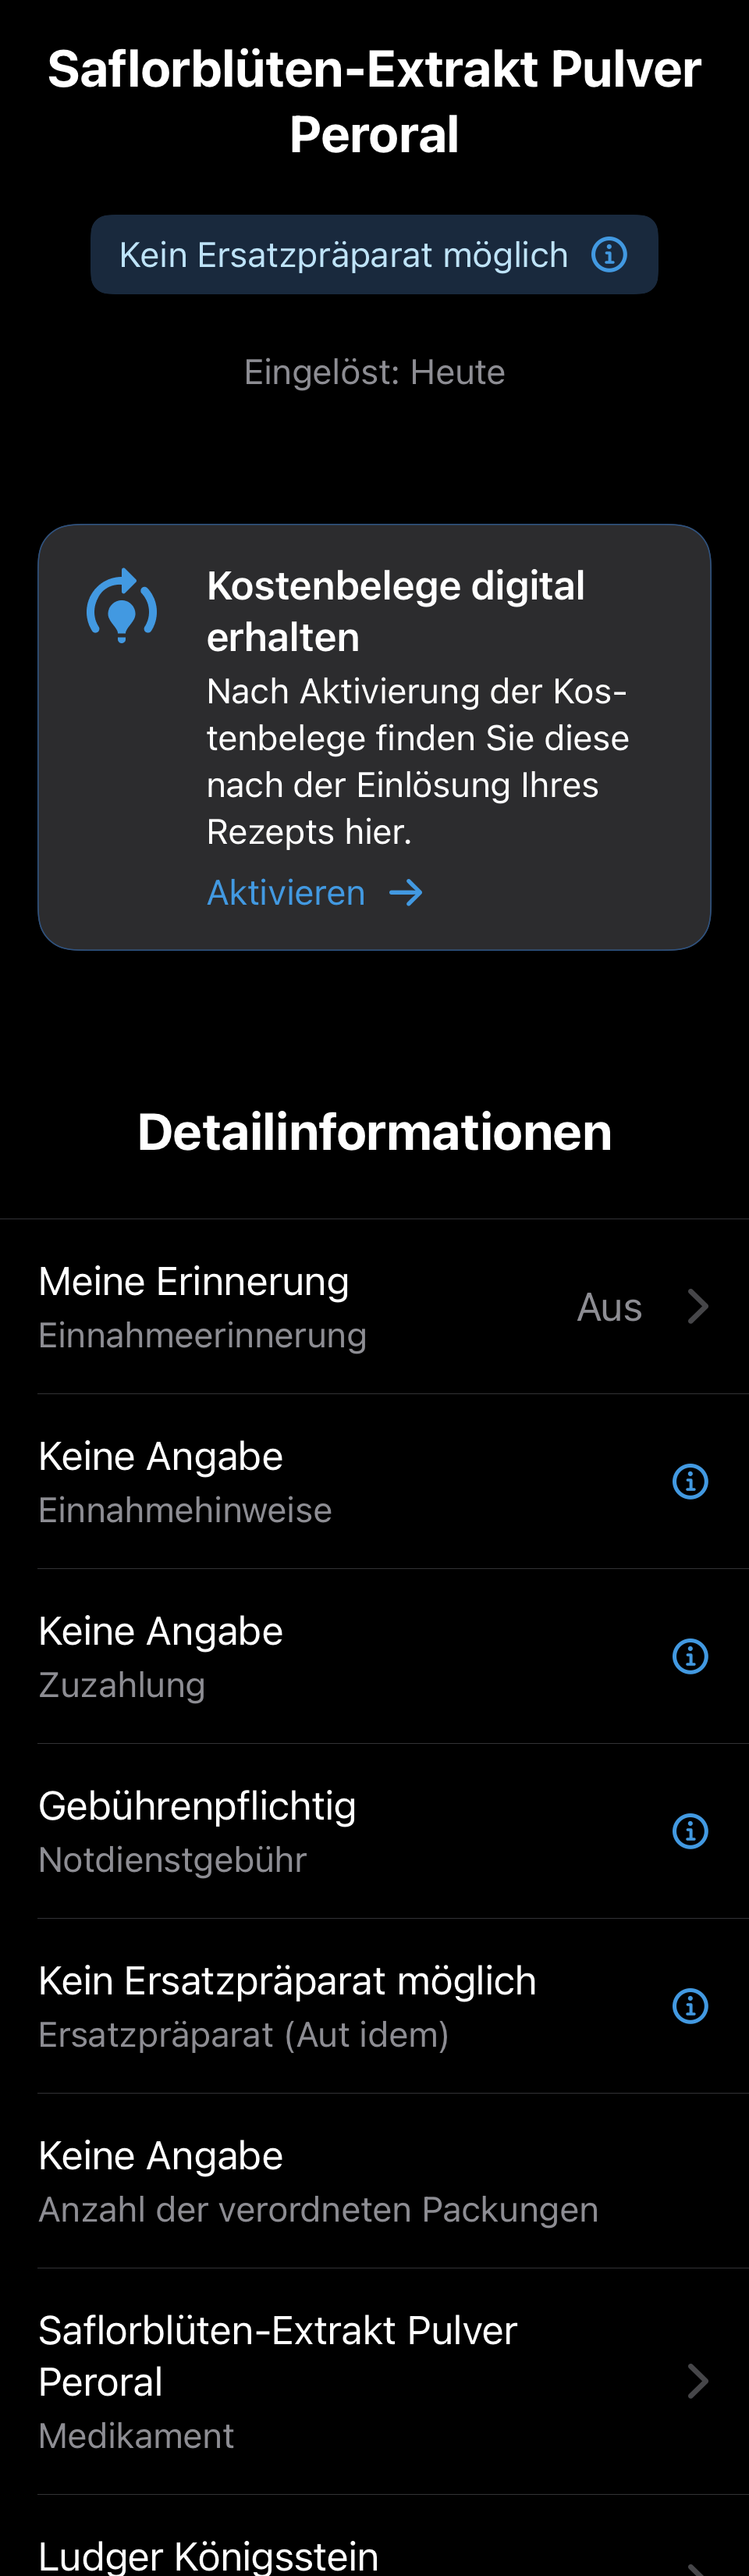 Saflorblüten-Extrakt Pulver
Peroral
Kein Ersatzpräparat möglich
Eingelöst: Heute
Kostenbelege digital
erhalten
Nach Aktivierung der Kos-
tenbelege finden Sie diese
nach der Einlösung Ihres
Rezepts hier.
Aktivieren
Detailinformationen
Meine Erinnerung
Aus
Einnahmeerinnerung
Keine Angabe
Einnahmehinweise
Keine Angabe
Zuzahlung
Gebührenpflichtig
Notdienstgebühr
Kein Ersatzpräparat möglich
Ersatzpräparat (Aut idem)
Keine Angabe
Anzahl der verordneten Packungen
Saflorblüten-Extrakt Pulver
Peroral
Medikament
Ludger Königsstein